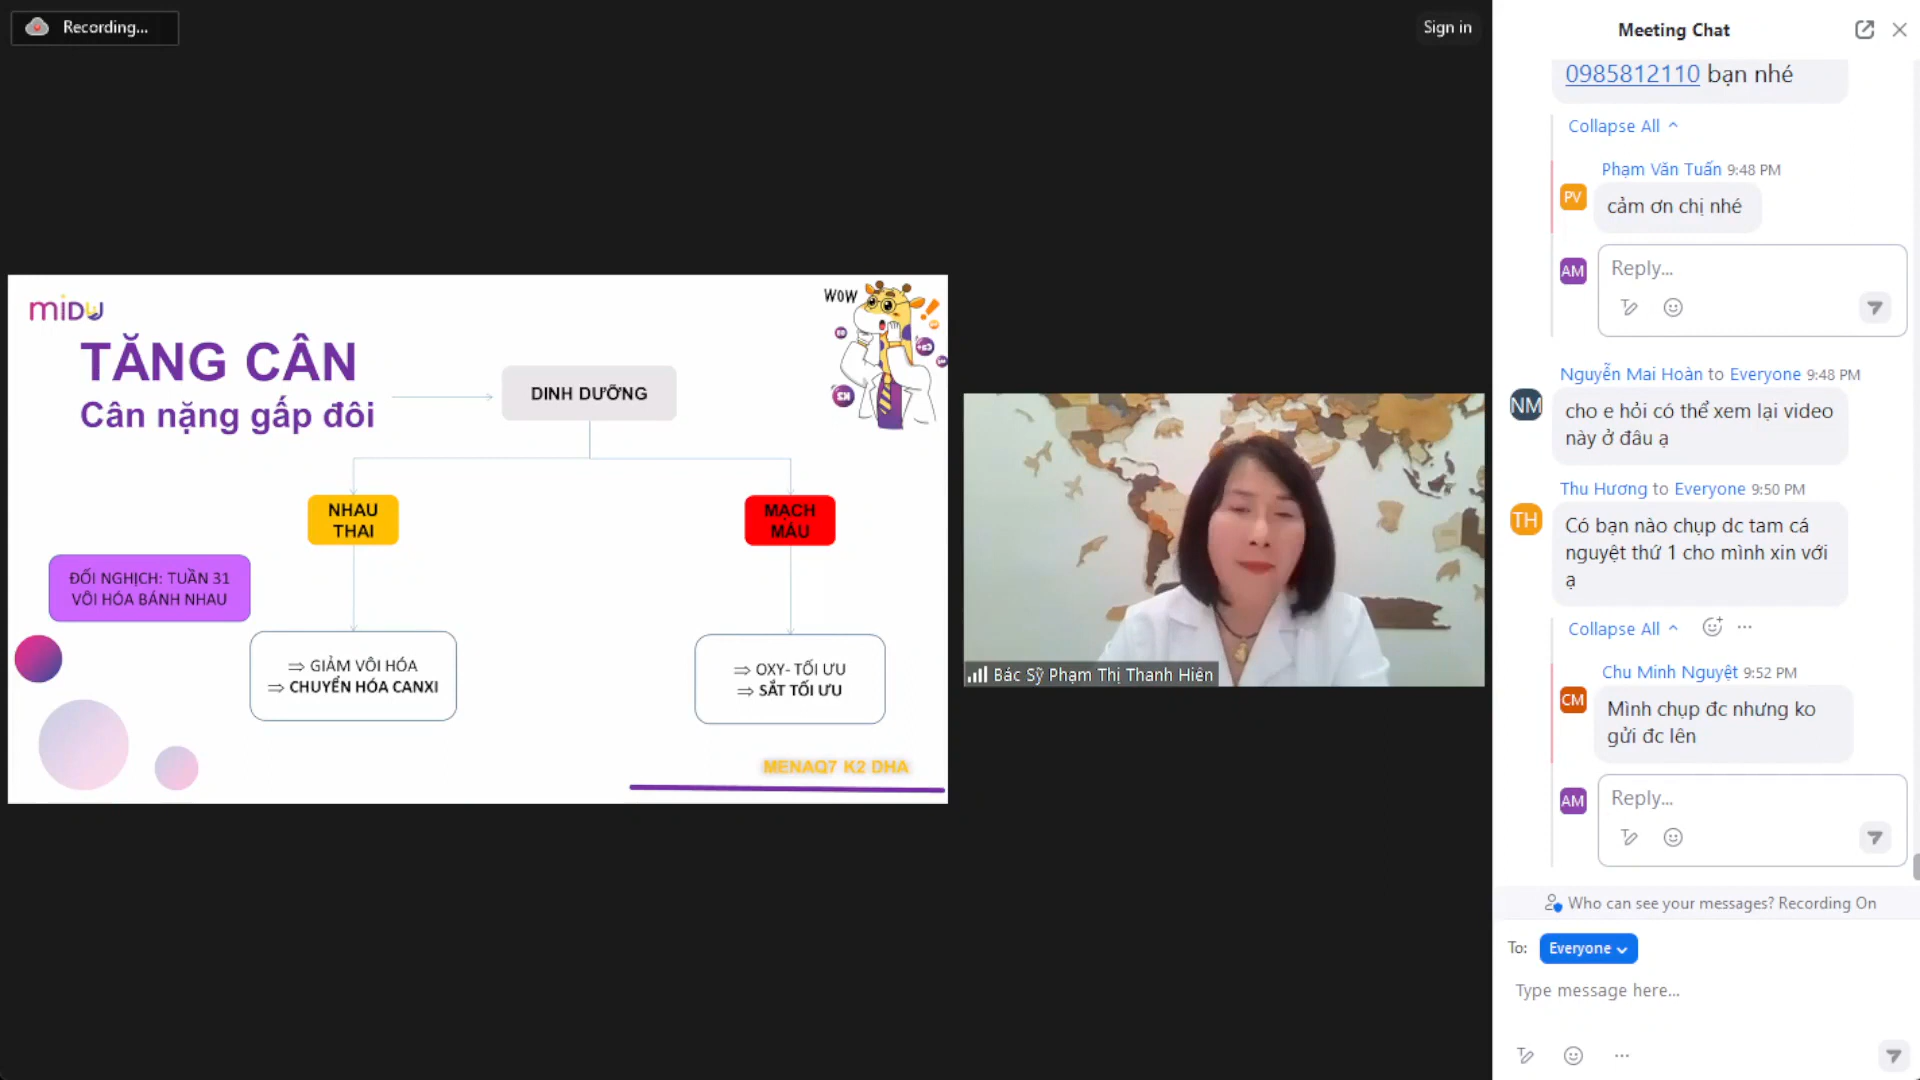 Recording...
Sign in
miDU
WOW
TĂNG CÂN
Cân nặng gấp đôi
DINH DƯỠNG
NHAU
THAI
MẠCH
MÁU
ĐỐI NGHỊCH: TUẦN 31
VÔI HÓA BÁNH NHAU
⇒ GIẢM VÔI HÓA
⇒ CHUYỂN HÓA CANXI
⇒ OXY- TỐI ƯU
⇒ SẮT TỐI ƯU
MENAQ7 K2 DHA
Bác Sỹ Phạm Thị Thanh Hiên
Meeting Chat
0985812110 bạn nhé
Collapse All
Phạm Văn Tuấn 9:48 PM
PV
cảm ơn chị nhé
AM
Reply...
Nguyễn Mai Hoàn to Everyone 9:48 PM
NM
cho e hỏi có thể xem lại video
này ở đâu ạ
Thu Hương to Everyone 9:50 PM
TH
Có bạn nào chụp dc tam cá
nguyệt thứ 1 cho mình xin với
ạ
Collapse All
Chu Minh Nguyệt 9:52 PM
CM
Mình chụp đc nhưng ko
gửi đc lên
AM
Reply...
Who can see your messages? Recording On
To: Everyone
Type message here...